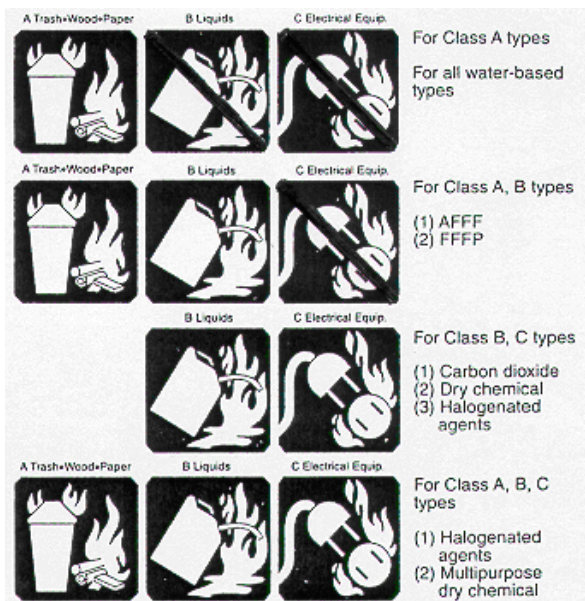 A Trash•Wood•Paper B Liquids C Electrical Equip.
For Class A types
For all water-based
types
A Trash•Wood•Paper B Liquids C Electrical Equip.
For Class A, B types
(1) AFFF
(2) FFFP
B Liquids C Electrical Equip.
For Class B, C types
(1) Carbon dioxide
(2) Dry chemical
(3) Halogenated
agents
A Trash•Wood•Paper B Liquids C Electrical Equip.
For Class A, B, C
types
(1) Halogenated
agents
(2) Multipurpose
dry chemical